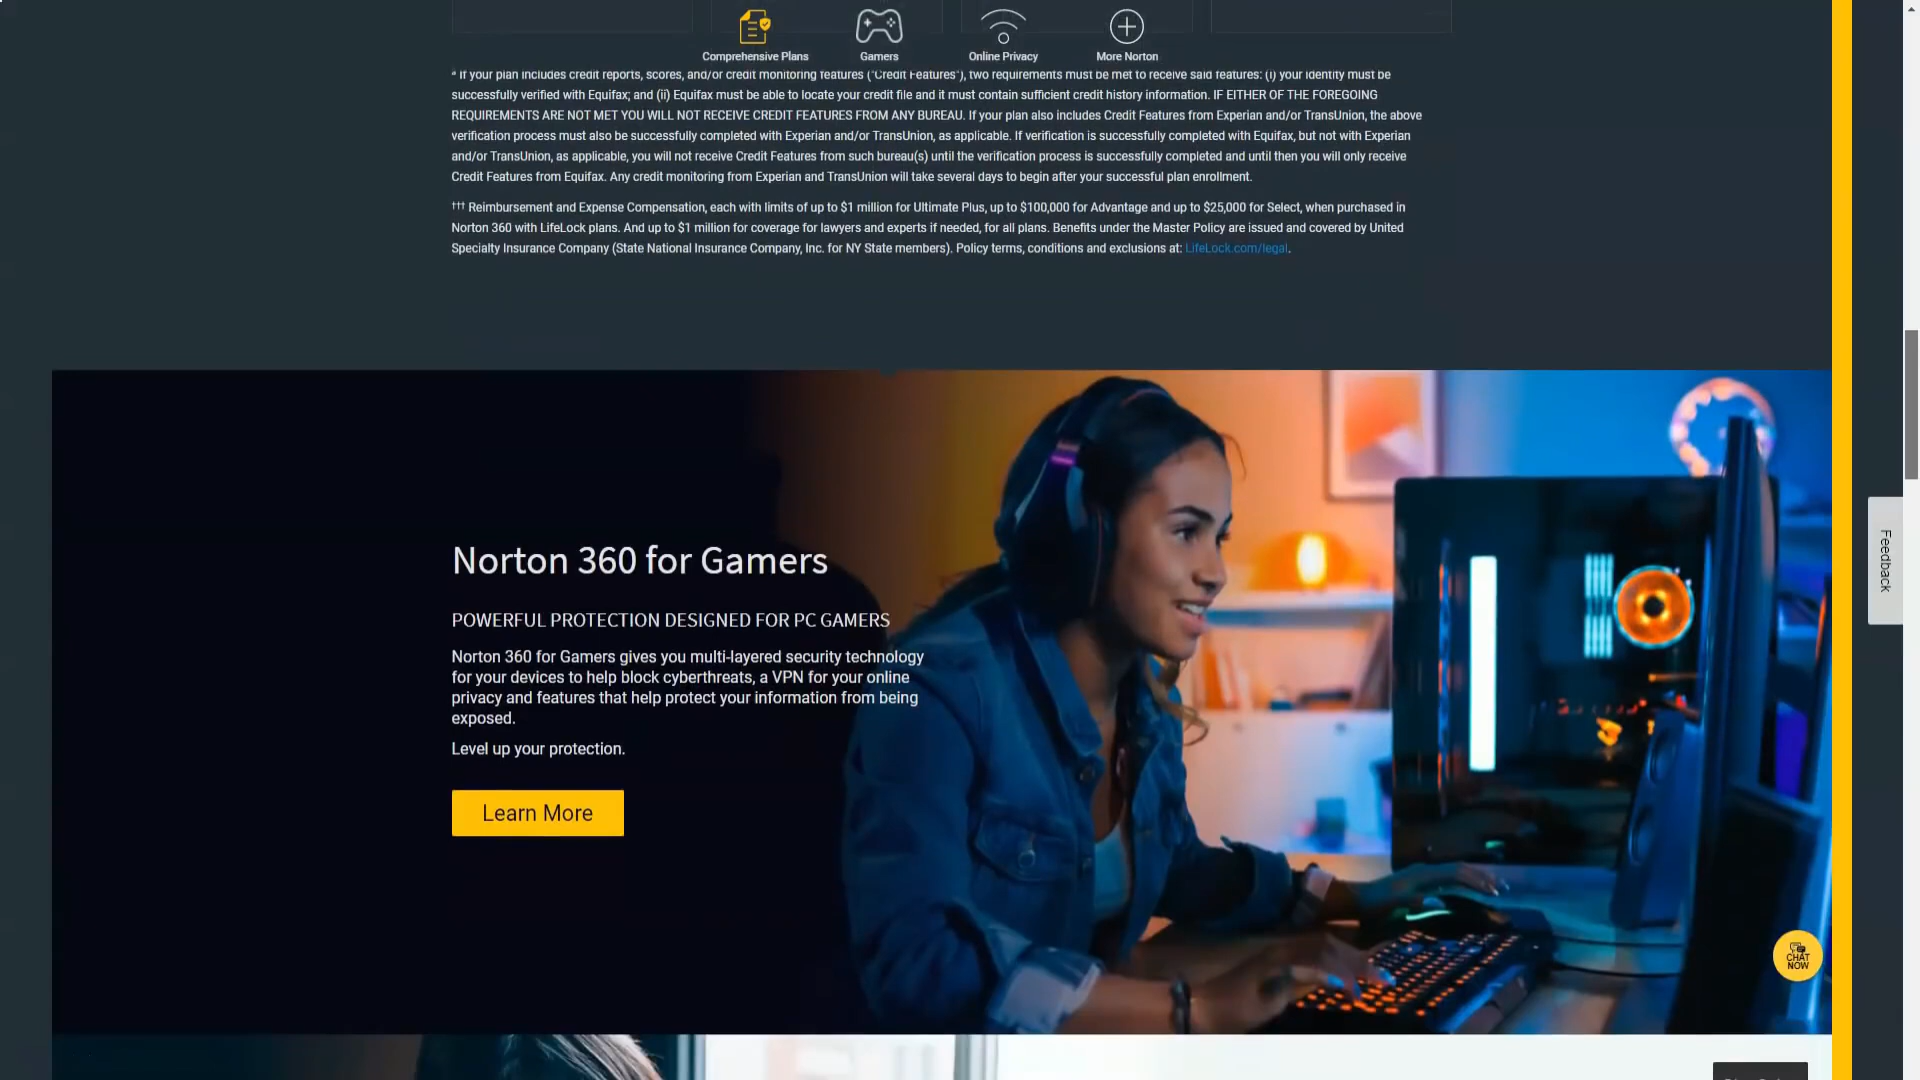 Comprehensive Plans
Gamers
Online Privacy
More Norton
If your plan includes credit reports, scores, and/or credit monitoring features ("Credit Features"), two requirements must be met to receive said features: (i) your identity must be
successfully verified with Equifax; and (ii) Equifax must be able to locate your credit file and it must contain sufficient credit history information. IF EITHER OF THE FOREGOING
REQUIREMENTS ARE NOT MET YOU WILL NOT RECEIVE CREDIT FEATURES FROM ANY BUREAU. If your plan also includes Credit Features from Experian and/or TransUnion, the above
verification process must also be successfully completed with Experian and/or TransUnion, as applicable. If verification is successfully completed with Equifax, but not with Experian
and/or TransUnion, as applicable, you will not receive Credit Features from such bureau(s) until the verification process is successfully completed and until then you will only receive
Credit Features from Equifax. Any credit monitoring from Experian and TransUnion will take several days to begin after your successful plan enrollment.
††† Reimbursement and Expense Compensation, each with limits of up to $1 million for Ultimate Plus, up to $100,000 for Advantage and up to $25,000 for Select, when purchased in
Norton 360 with LifeLock plans. And up to $1 million for coverage for lawyers and experts if needed, for all plans. Benefits under the Master Policy are issued and covered by United
Specialty Insurance Company (State National Insurance Company, Inc. for NY State members). Policy terms, conditions and exclusions at: LifeLock.com/legal.
Norton 360 for Gamers
POWERFUL PROTECTION DESIGNED FOR PC GAMERS
Norton 360 for Gamers gives you multi-layered security technology
for your devices to help block cyberthreats, a VPN for your online
privacy and features that help protect your information from being
exposed.
Level up your protection.
Learn More
Feedback
CHAT
NOW